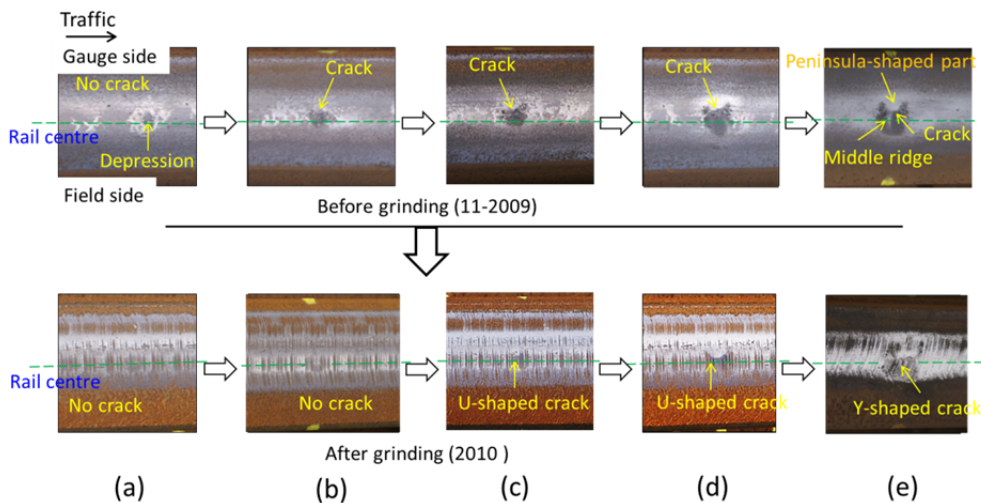 Traffic
Gauge side
No crack
Rail centre
Depression
Field side
Crack
Crack
Crack
Peninsula-shaped part
Crack
Middle ridge
Before grinding (11-2009)
Rail centre
No crack
No crack
U-shaped crack
U-shaped crack
Y-shaped crack
After grinding (2010 )
(a)
(b)
(c)
(d)
(e)